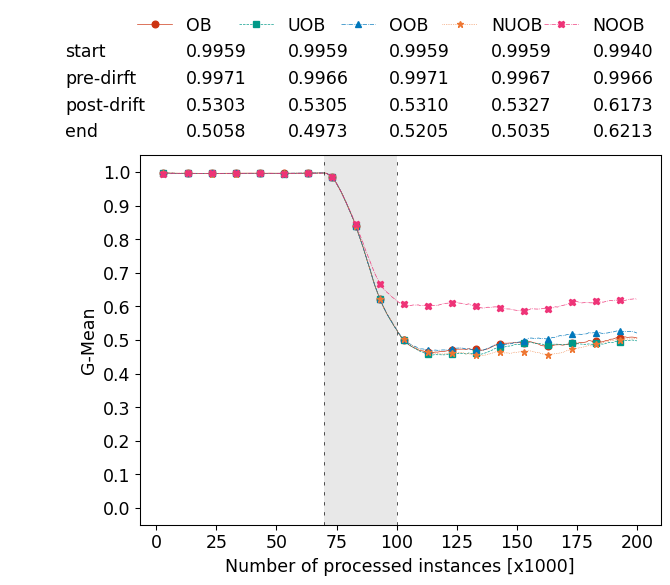 OB UOB OOB NUOB NOOB
start 0.9959 0.9959 0.9959 0.9959 0.9940
pre-dirft 0.9971 0.9966 0.9971 0.9967 0.9966
post-drift 0.5303 0.5305 0.5310 0.5327 0.6173
end 0.5058 0.4973 0.5205 0.5035 0.6213
1.0
0.9
0.8
0.7
0.6
0.5
0.4
0.3
0.2
0.1
0.0
G-Mean
0 25 50 75 100 125 150 175 200
Number of processed instances [x1000]